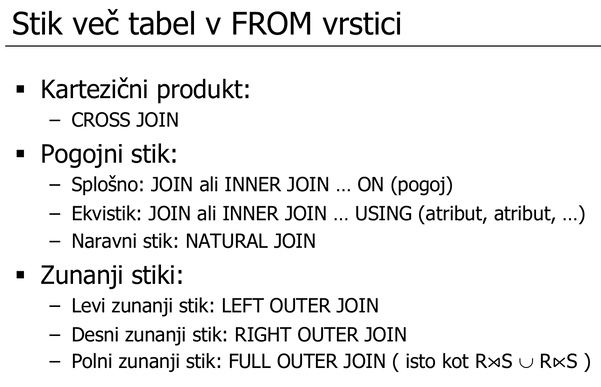 Stik več tabel v FROM vrstici
▪ Kartezični produkt:
– CROSS JOIN
▪ Pogojni stik:
– Splošno: JOIN ali INNER JOIN … ON (pogoj)
– Ekvistik: JOIN ali INNER JOIN … USING (atribut, atribut, …)
– Naravni stik: NATURAL JOIN
▪ Zunanji stiki:
– Levi zunanji stik: LEFT OUTER JOIN
– Desni zunanji stik: RIGHT OUTER JOIN
– Polni zunanji stik: FULL OUTER JOIN ( isto kot R⋊S ∪ R⋉S )